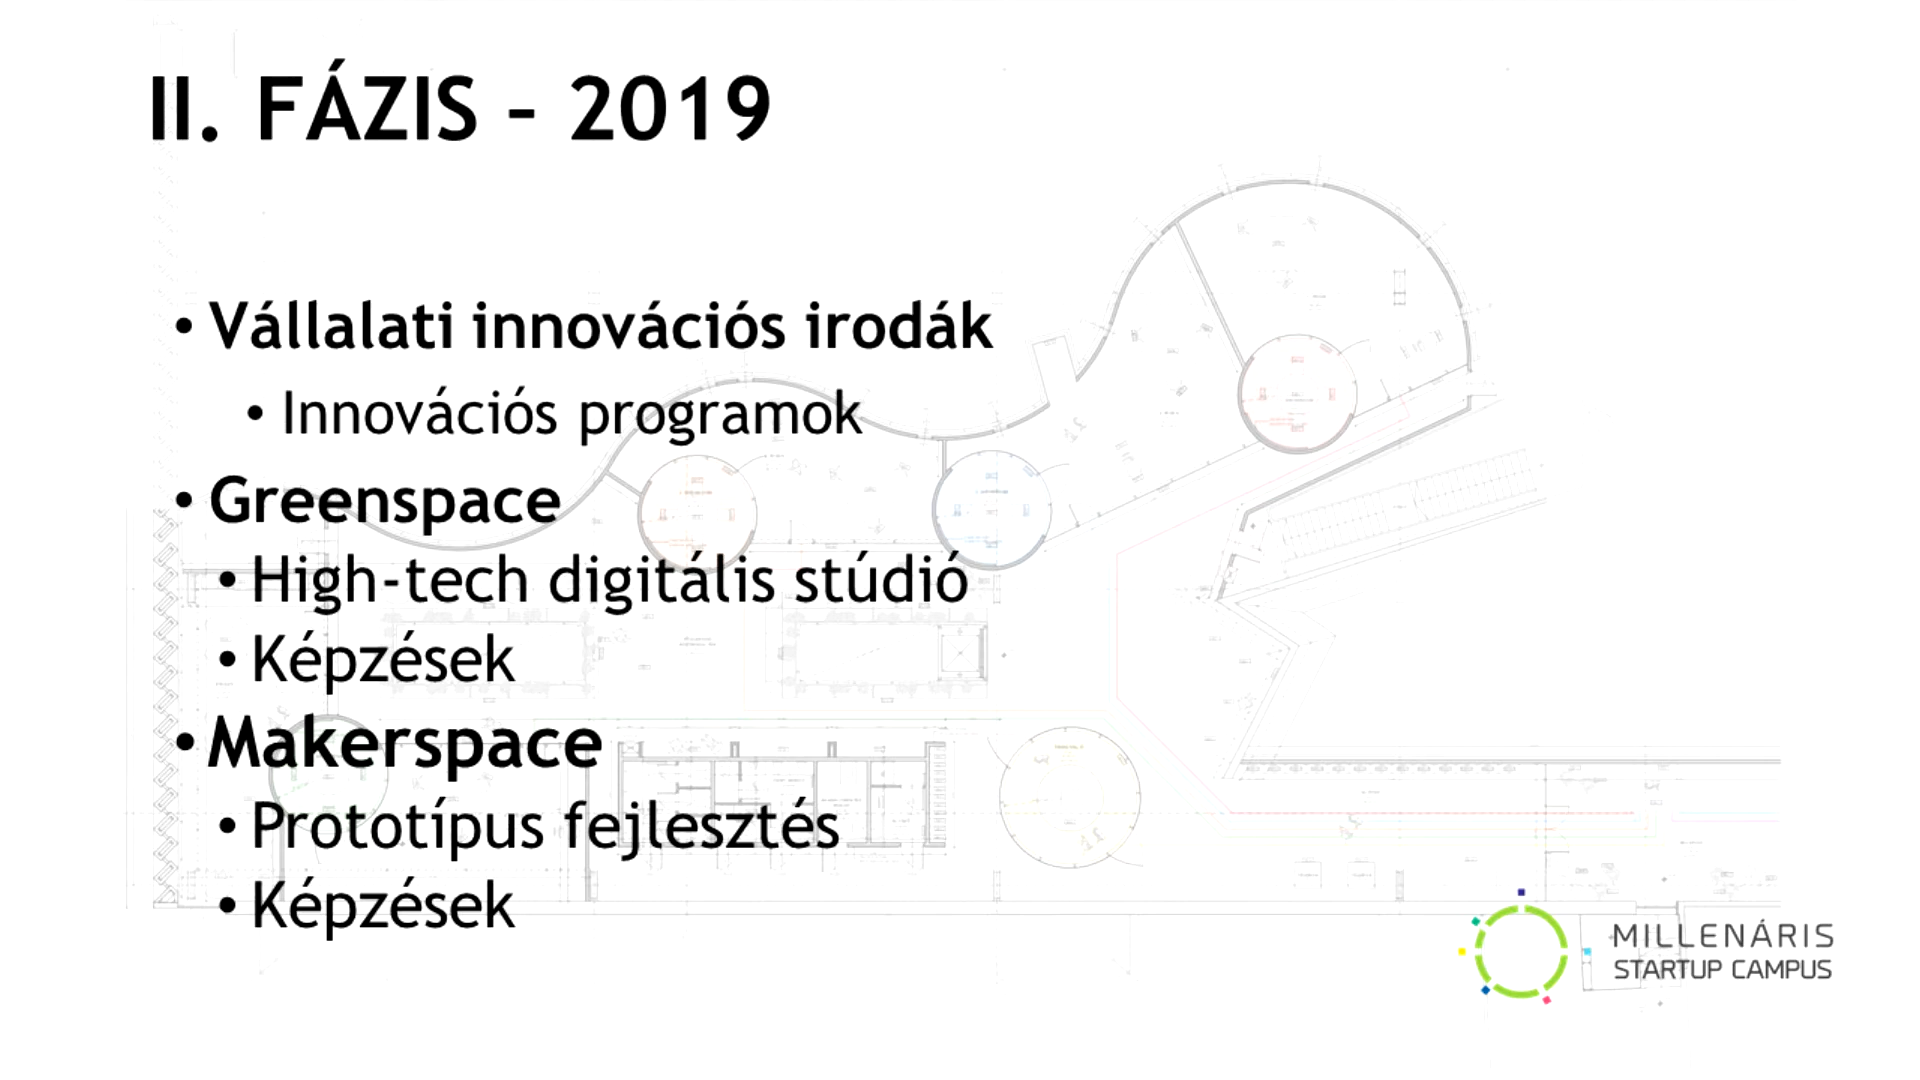 II. FÁZIS – 2019
• Vállalati innovációs irodák
• Innovációs programok
• Greenspace
• High-tech digitális stúdió
• Képzések
• Makerspace
• Prototípus fejlesztés
• Képzések
MILLENÁRIS
STARTUP CAMPUS